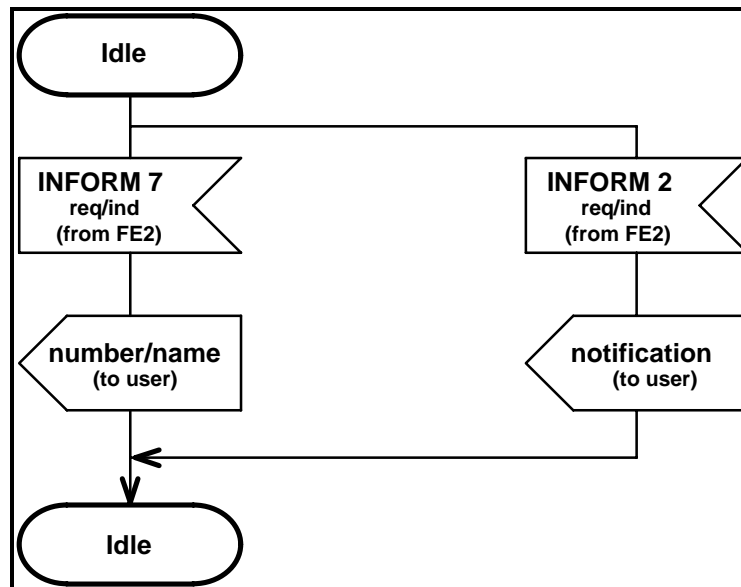 Idle
INFORM 7
req/ind
(from FE2)
INFORM 2
req/ind
(from FE2)
number/name
(to user)
notification
(to user)
Idle